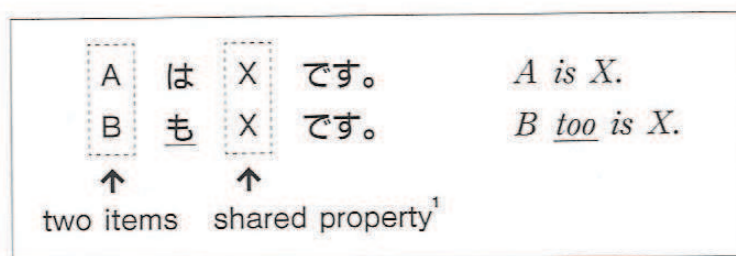 A は X です。 A is X.
B も X です。 B too is X.
↑ ↑
two items shared property¹